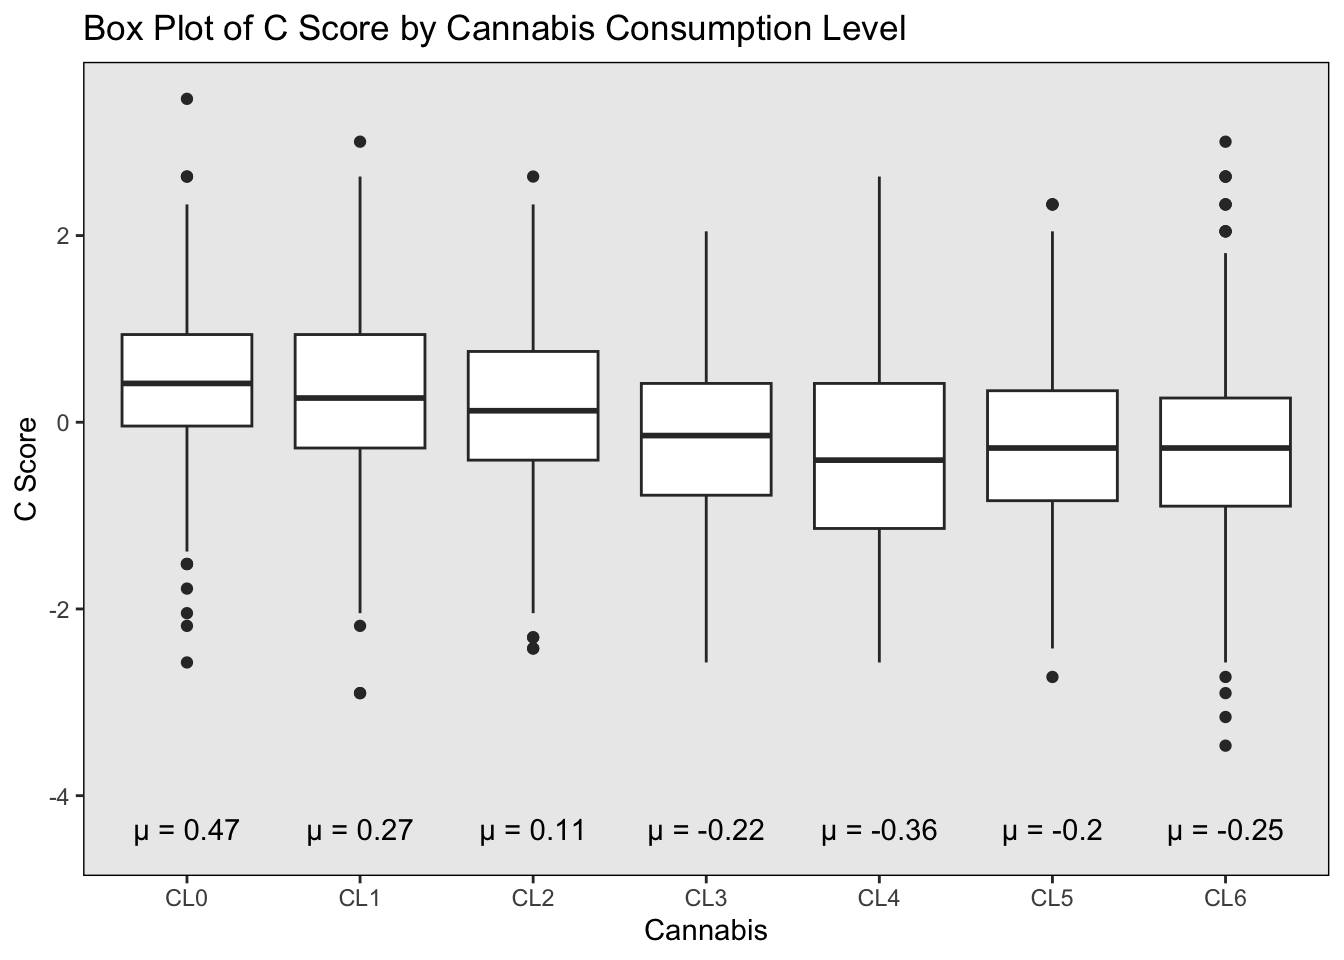 Box Plot of C Score by Cannabis Consumption Level
C Score
2
0
-2
-4
μ = 0.47 μ = 0.27 μ = 0.11 μ = -0.22 μ = -0.36 μ = -0.2 μ = -0.25
CL0 CL1 CL2 CL3 CL4 CL5 CL6
Cannabis